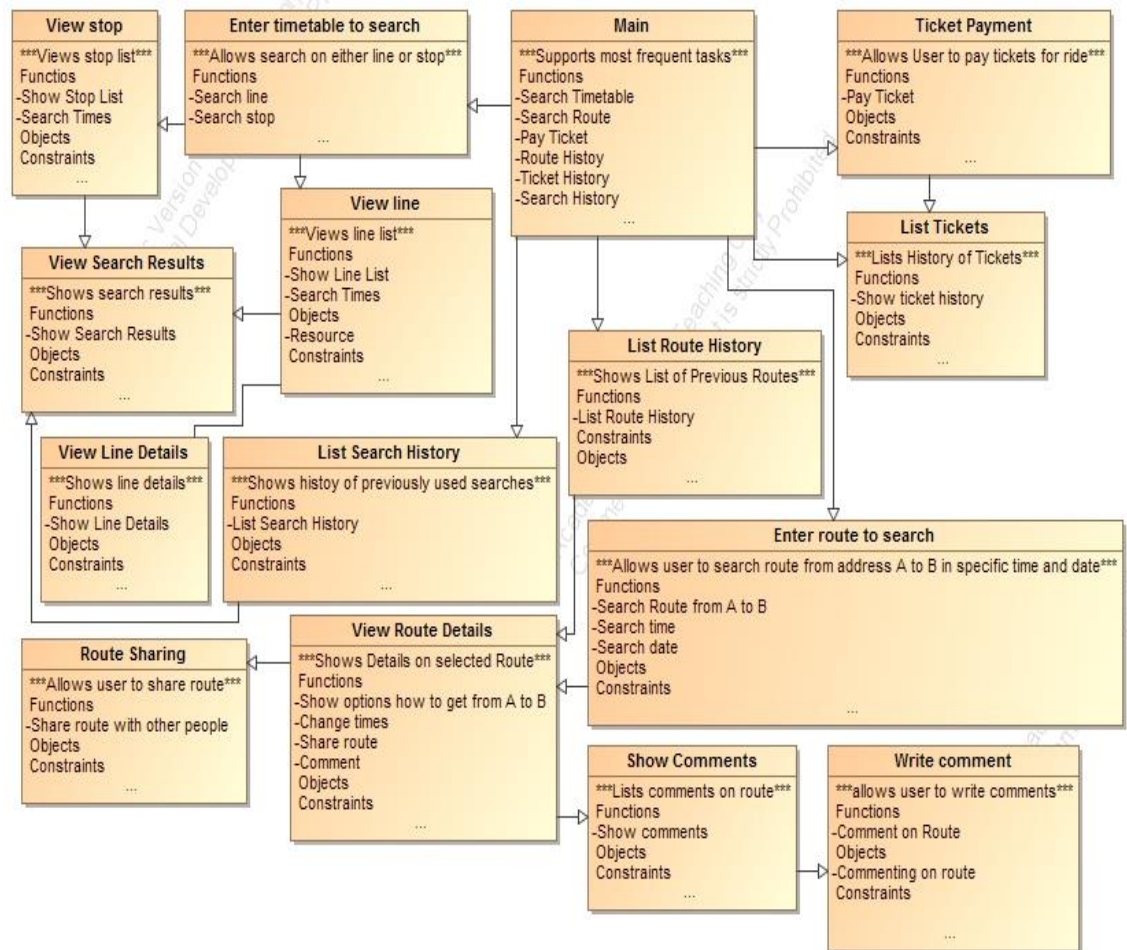 View stop
***Views stop list***
Functios
-Show Stop List
-Search Times
Objects
Constraints
...
Enter timetable to search
***Allows search on either line or stop***
Functions
-Search line
-Search stop
...
Main
***Supports most frequent tasks***
Functions
-Search Timetable
-Search Route
-Pay Ticket
-Route Histoy
-Ticket History
-Search History
...
Ticket Payment
***Allows User to pay tickets for ride***
Functions
-Pay Ticket
Objects
Constraints
...
View line
***Views line list***
Functions
-Show Line List
-Search Times
Objects
-Resource
Constraints
...
List Tickets
***Lists History of Tickets***
Functions
-Show ticket history
Objects
Constraints
...
View Search Results
***Shows search results***
Functions
-Show Search Results
Objects
Constraints
...
List Route History
***Shows List of Previous Routes***
Functions
-List Route History
Constraints
Objects
...
View Line Details
***Shows line details***
Functions
-Show Line Details
Objects
Constraints
...
List Search History
***Shows histoy of previously used searches***
Functions
-List Search History
Objects
Constraints
...
Enter route to search
***Allows user to search route from address A to B in specific time and date***
Functions
-Search Route from A to B
-Search time
-Search date
Objects
Constraints
...
Route Sharing
***Allows user to share route***
Functions
-Share route with other people
Objects
Constraints
...
View Route Details
***Shows Details on selected Route***
Functions
-Show options how to get from A to B
-Change times
-Share route
-Comment
Objects
Constraints
...
Show Comments
***Lists comments on route***
Functions
-Show comments
Objects
Constraints
...
Write comment
***allows user to write comments***
Functions
-Comment on Route
Objects
-Commenting on route
Constraints
...
Version
Teaching
is strictly Prohibited